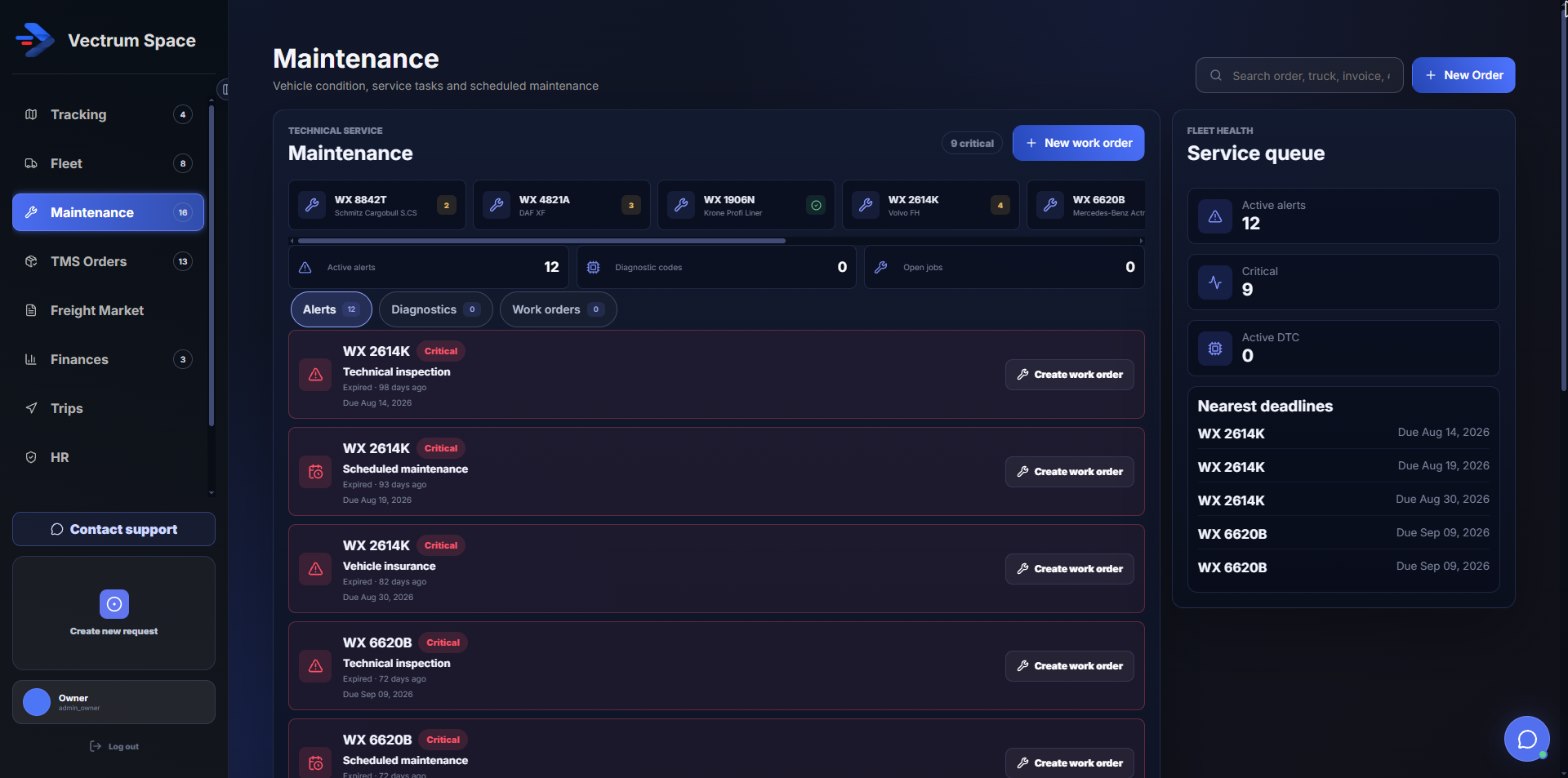 Vectrum Space
Tracking 4
Fleet 8
Maintenance 16
TMS Orders 13
Freight Market
Finances 3
Trips
HR
Contact support
Create new request
Owner
admin_owner
Log out
Maintenance
Vehicle condition, service tasks and scheduled maintenance
Search order, truck, invoice,
+ New Order
TECHNICAL SERVICE
Maintenance
9 critical
+ New work order
WX 8842T
Schmitz Cargobull S.CS
2
WX 4821A
DAF XF
3
WX 1906N
Krone Profi Liner
WX 2614K
Volvo FH
4
WX 6620B
Mercedes-Benz Actr
Active alerts 12
Diagnostic codes 0
Open jobs 0
Alerts 12
Diagnostics 0
Work orders 0
WX 2614K Critical
Technical inspection
Expired · 98 days ago
Due Aug 14, 2026
Create work order
WX 2614K Critical
Scheduled maintenance
Expired · 93 days ago
Due Aug 19, 2026
Create work order
WX 2614K Critical
Vehicle insurance
Expired · 82 days ago
Due Aug 30, 2026
Create work order
WX 6620B Critical
Technical inspection
Expired · 72 days ago
Due Sep 09, 2026
Create work order
WX 6620B Critical
Scheduled maintenance
Expired · 72 days ago
Create work order
FLEET HEALTH
Service queue
Active alerts
12
Critical
9
Active DTC
0
Nearest deadlines
WX 2614K Due Aug 14, 2026
WX 2614K Due Aug 19, 2026
WX 2614K Due Aug 30, 2026
WX 6620B Due Sep 09, 2026
WX 6620B Due Sep 09, 2026